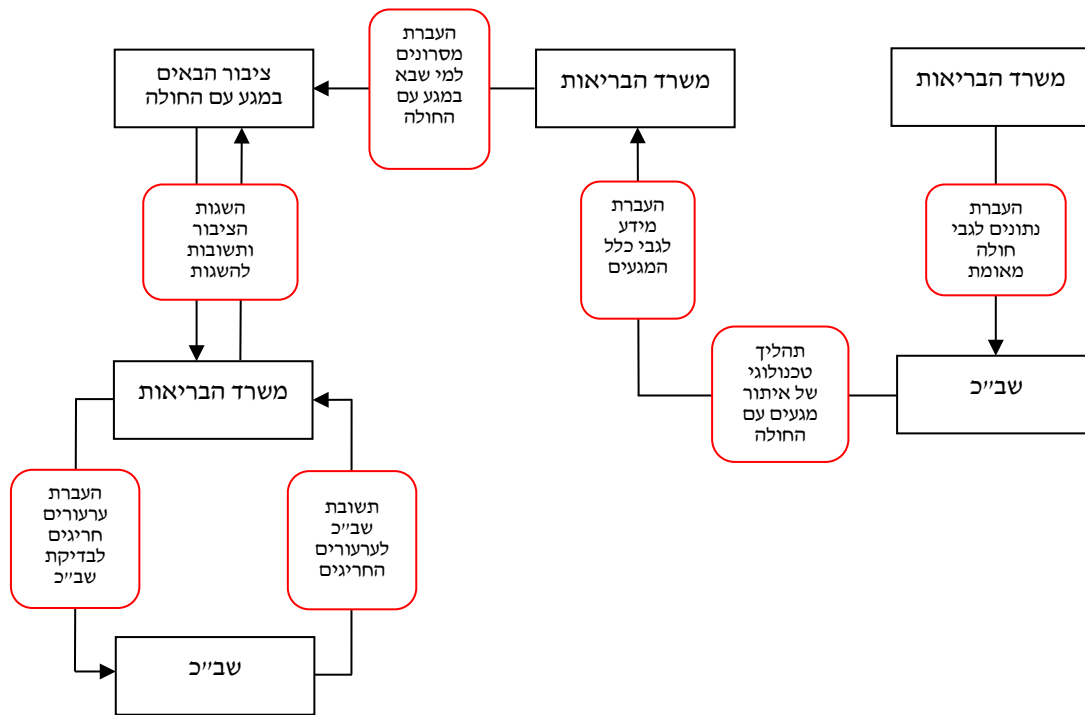 משרד הבריאות
העברת
נתונים לגבי
חולה
מאומת
שב״כ
תהליך
טכנולוגי
של איתור
מגעים עם
החולה
העברת
מידע
לגבי כלל
המגעים
משרד הבריאות
העברת
מסרונים
למי שבא
במגע עם
החולה
ציבור הבאים
במגע עם החולה
השגות
הציבור
ותשובות
להשגות
משרד הבריאות
העברת
ערעורים
חריגים
לבדיקת
שב״כ
שב״כ
תשובת
שב״כ
לערעורים
החריגים